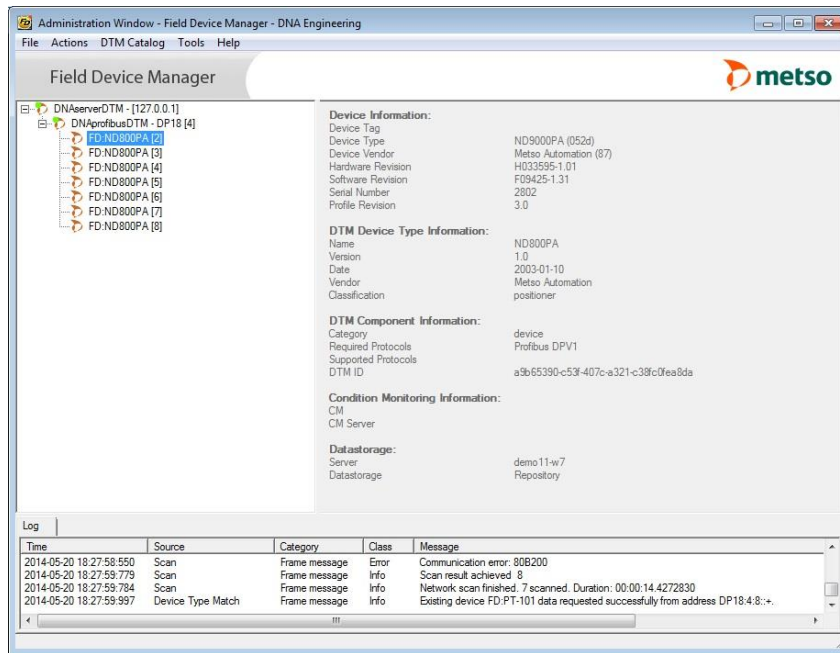 Administration Window - Field Device Manager - DNA Engineering
File Actions DTM Catalog Tools Help
Field Device Manager
metso
DNAserverDTM - [127.0.0.1]
DNAprofibusDTM - DP18 [4]
FD:ND800PA [2]
FD:ND800PA [3]
FD:ND800PA [4]
FD:ND800PA [5]
FD:ND800PA [6]
FD:ND800PA [7]
FD:ND800PA [8]
Device Information:
Device Tag
Device Type ND9000PA (052d)
Device Vendor Metso Automation (87)
Hardware Revision H033595-1.01
Software Revision F09425-1.31
Serial Number 2802
Profile Revision 3.0
DTM Device Type Information:
Name ND800PA
Version 1.0
Date 2003-01-10
Vendor Metso Automation
Classification positioner
DTM Component Information:
Category device
Required Protocols Profibus DPV1
Supported Protocols
DTM ID a9b65390-c53f-407c-a321-c38fc0fea8da
Condition Monitoring Information:
CM
CM Server
Datastorage:
Server demo11-w7
Datastorage Repository
Log
Time Source Category Class Message
2014-05-20 18:27:58:550 Scan Frame message Error Communication error: 80B200
2014-05-20 18:27:59:779 Scan Frame message Info Scan result achieved 8
2014-05-20 18:27:59:784 Scan Frame message Info Network scan finished. 7 scanned. Duration: 00:00:14.4272830
2014-05-20 18:27:59:997 Device Type Match Frame message Info Existing device FD:PT-101 data requested successfully from address DP18:4:8::+.